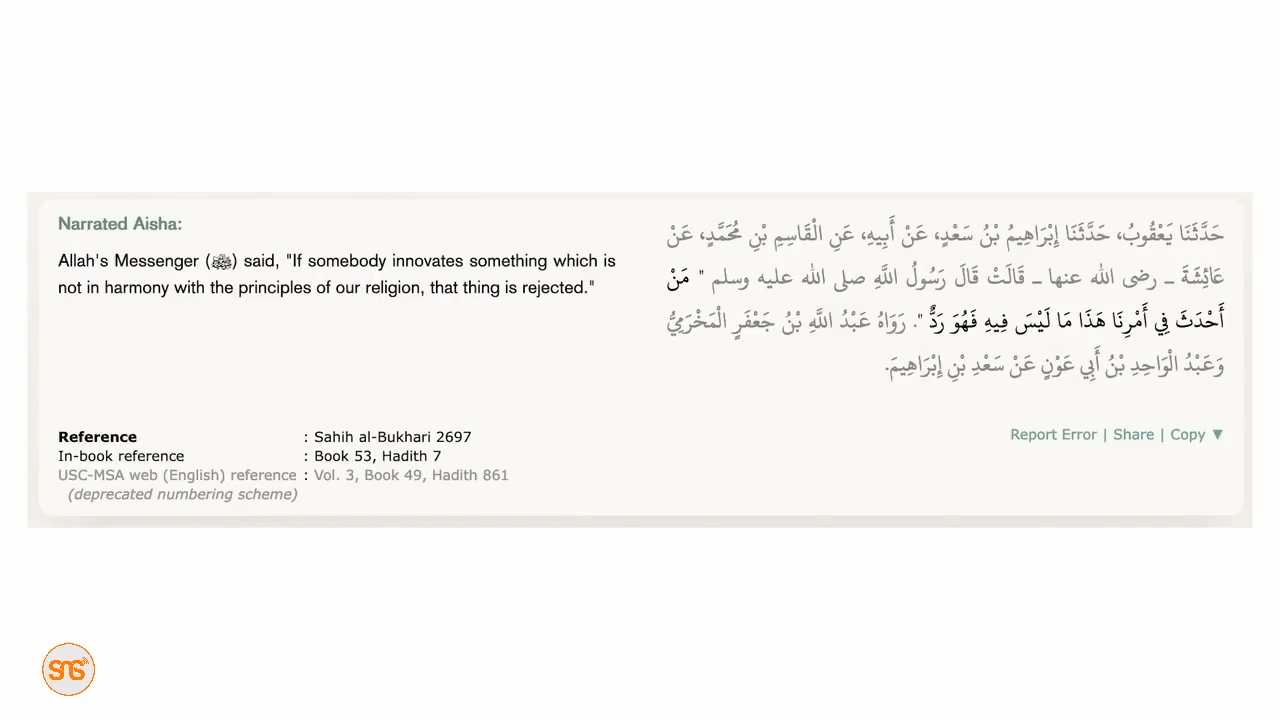 Narrated Aisha:
Allah's Messenger (ﷺ) said, "If somebody innovates something which is
not in harmony with the principles of our religion, that thing is rejected."
حَدَّثَنَا يَعْقُوبُ، حَدَّثَنَا إِبْرَاهِيمُ بْنُ سَعْدٍ، عَنْ أَبِيهِ، عَنِ الْقَاسِمِ بْنِ مُحَمَّدٍ، عَنْ
عَائِشَةَ ـ رضى الله عنها ـ قَالَتْ قَالَ رَسُولُ اللَّهِ صلى الله عليه وسلم ‏"‏ مَنْ
أَحْدَثَ فِي أَمْرِنَا هَذَا مَا لَيْسَ فِيهِ فَهُوَ رَدٌّ ‏"‏‏.‏ رَوَاهُ عَبْدُ اللَّهِ بْنُ جَعْفَرٍ الْمَخْرَمِيُّ
وَعَبْدُ الْوَاحِدِ بْنُ أَبِي عَوْنٍ عَنْ سَعْدِ بْنِ إِبْرَاهِيمَ‏.‏
Reference : Sahih al-Bukhari 2697
In-book reference : Book 53, Hadith 7
USC-MSA web (English) reference : Vol. 3, Book 49, Hadith 861
(deprecated numbering scheme)
Report Error | Share | Copy ▼
SNS